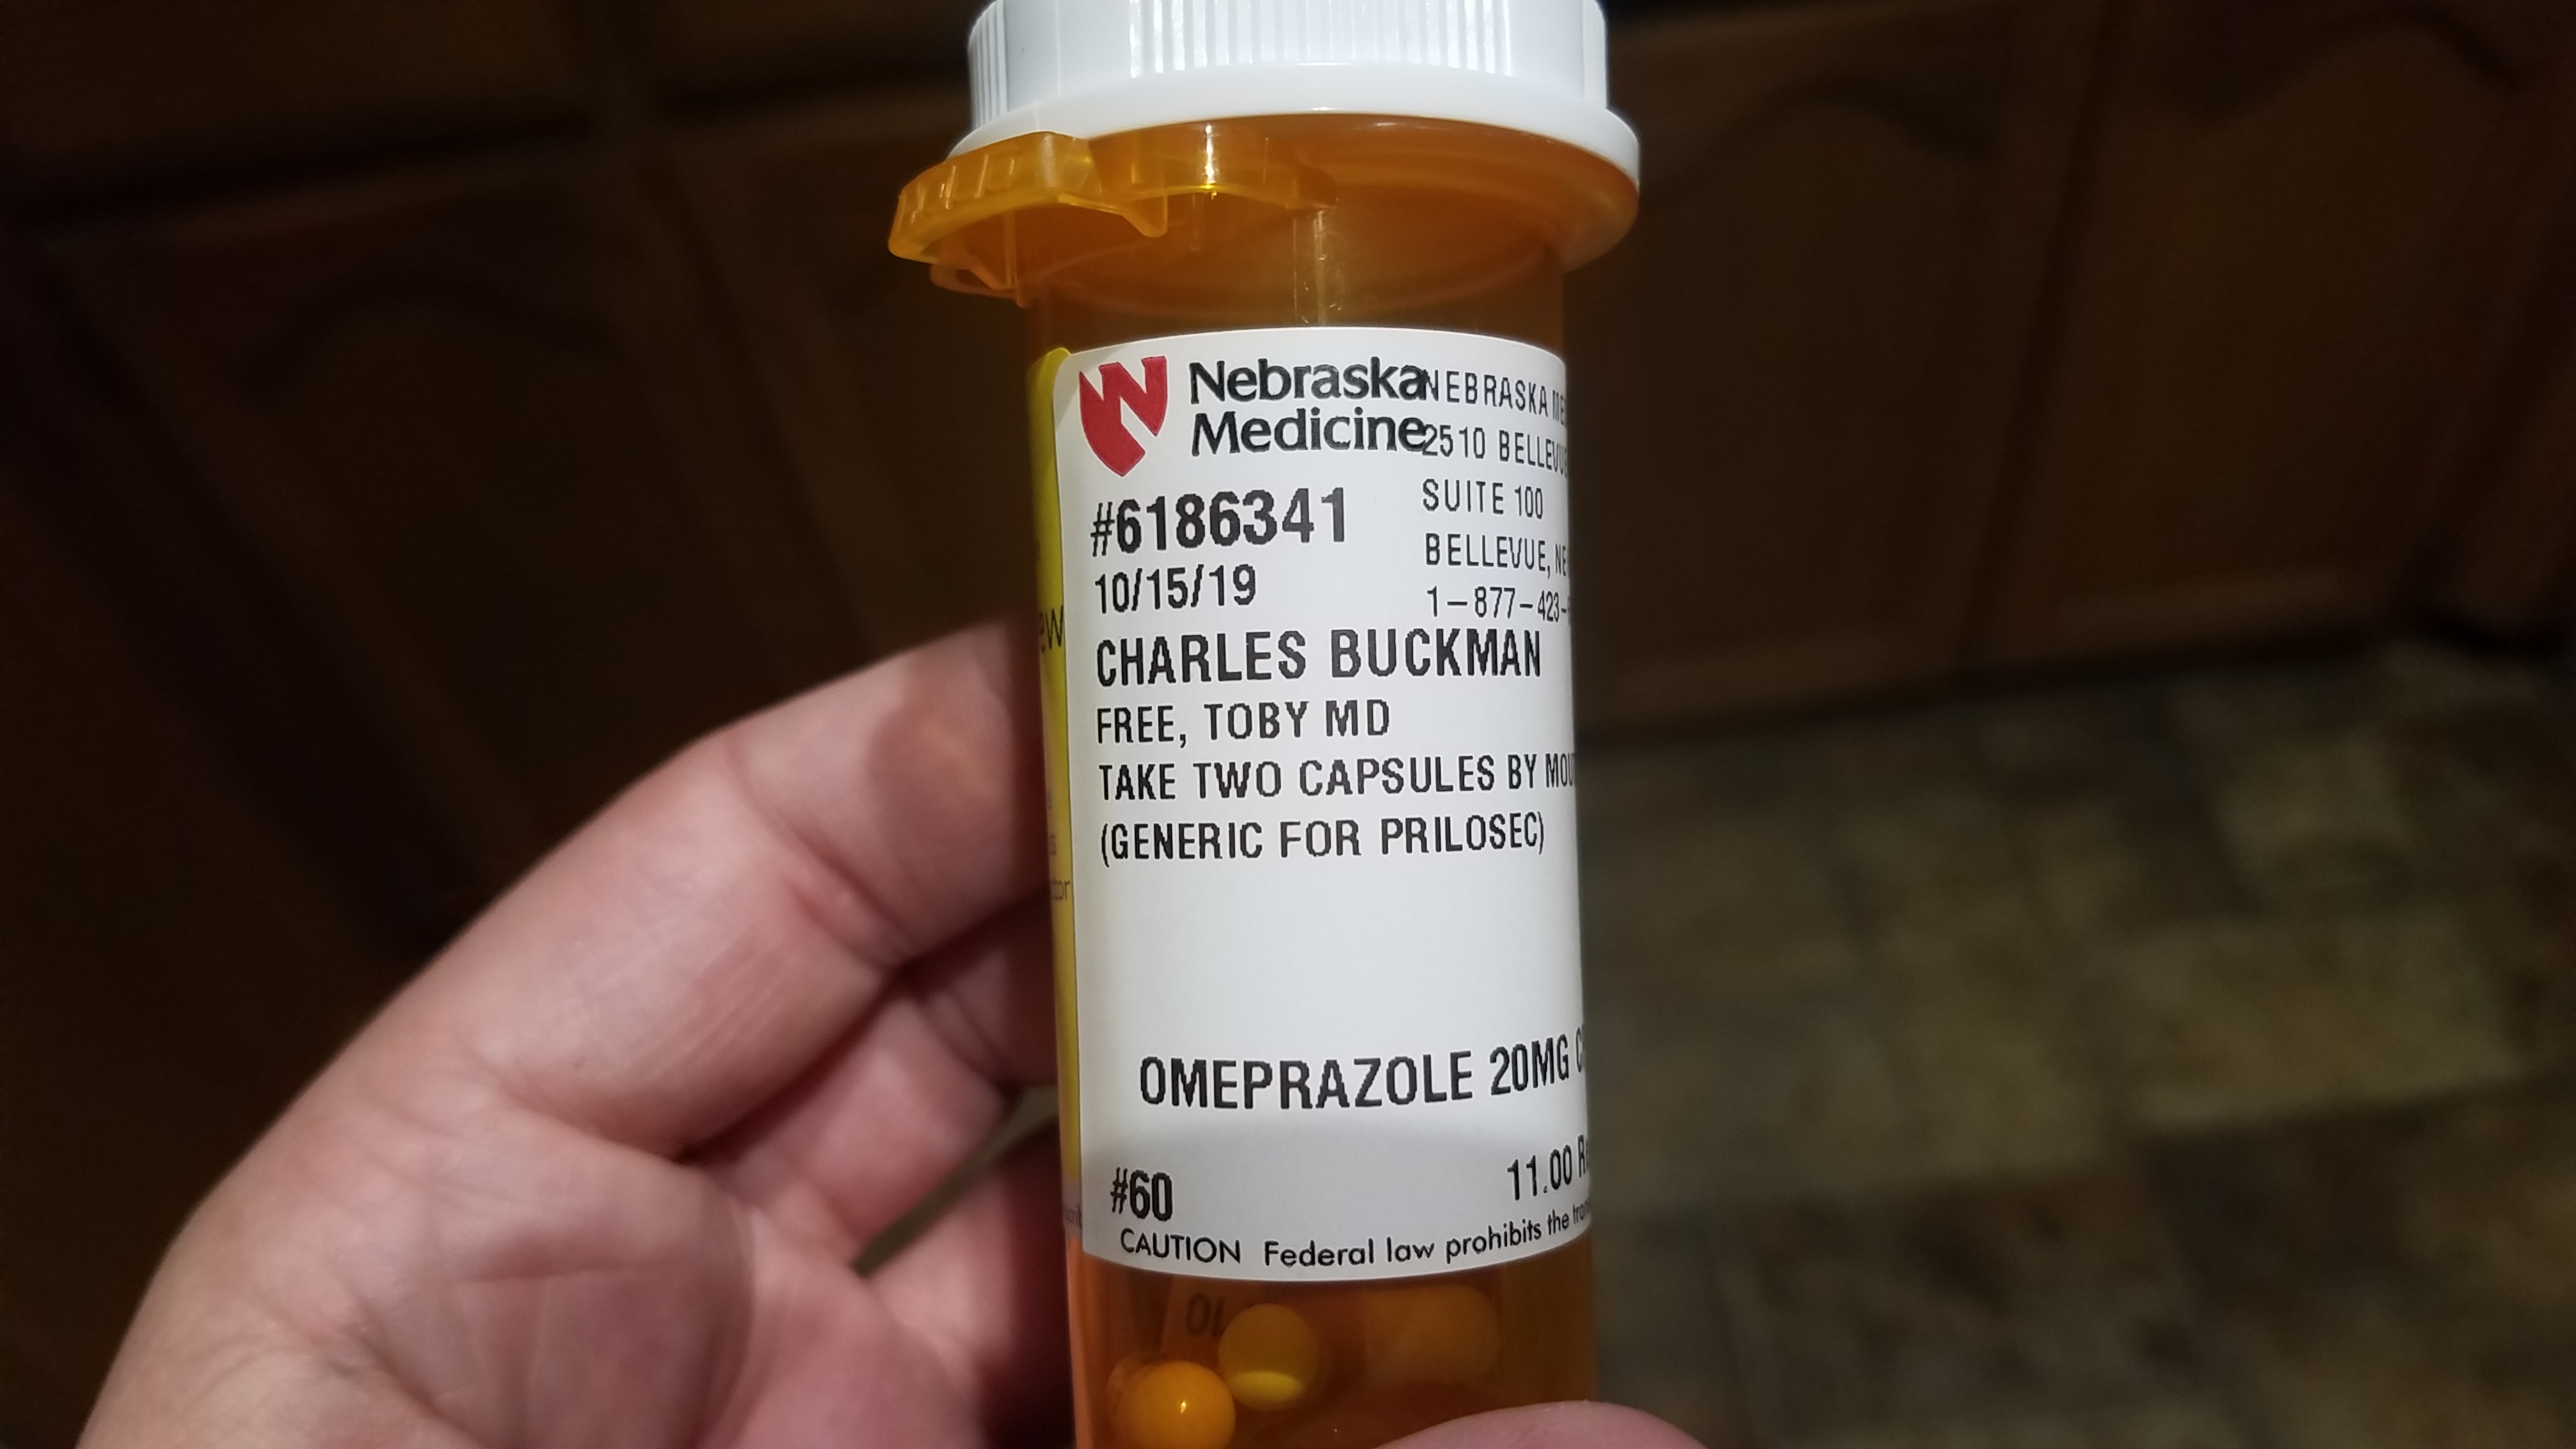 Nebraska
Medicine
NEBRASKA
2510
SUITE 100
BELLEVUE,
1-877-423-
#6186341
10/15/19
CHARLES BUCKMAN
FREE, TOBY MD
TAKE TWO CAPSULES BY
(GENERIC FOR PRILOSEC)
OMEPRAZOLE 20MG
#60
11.00
CAUTION Federal law prohibits the